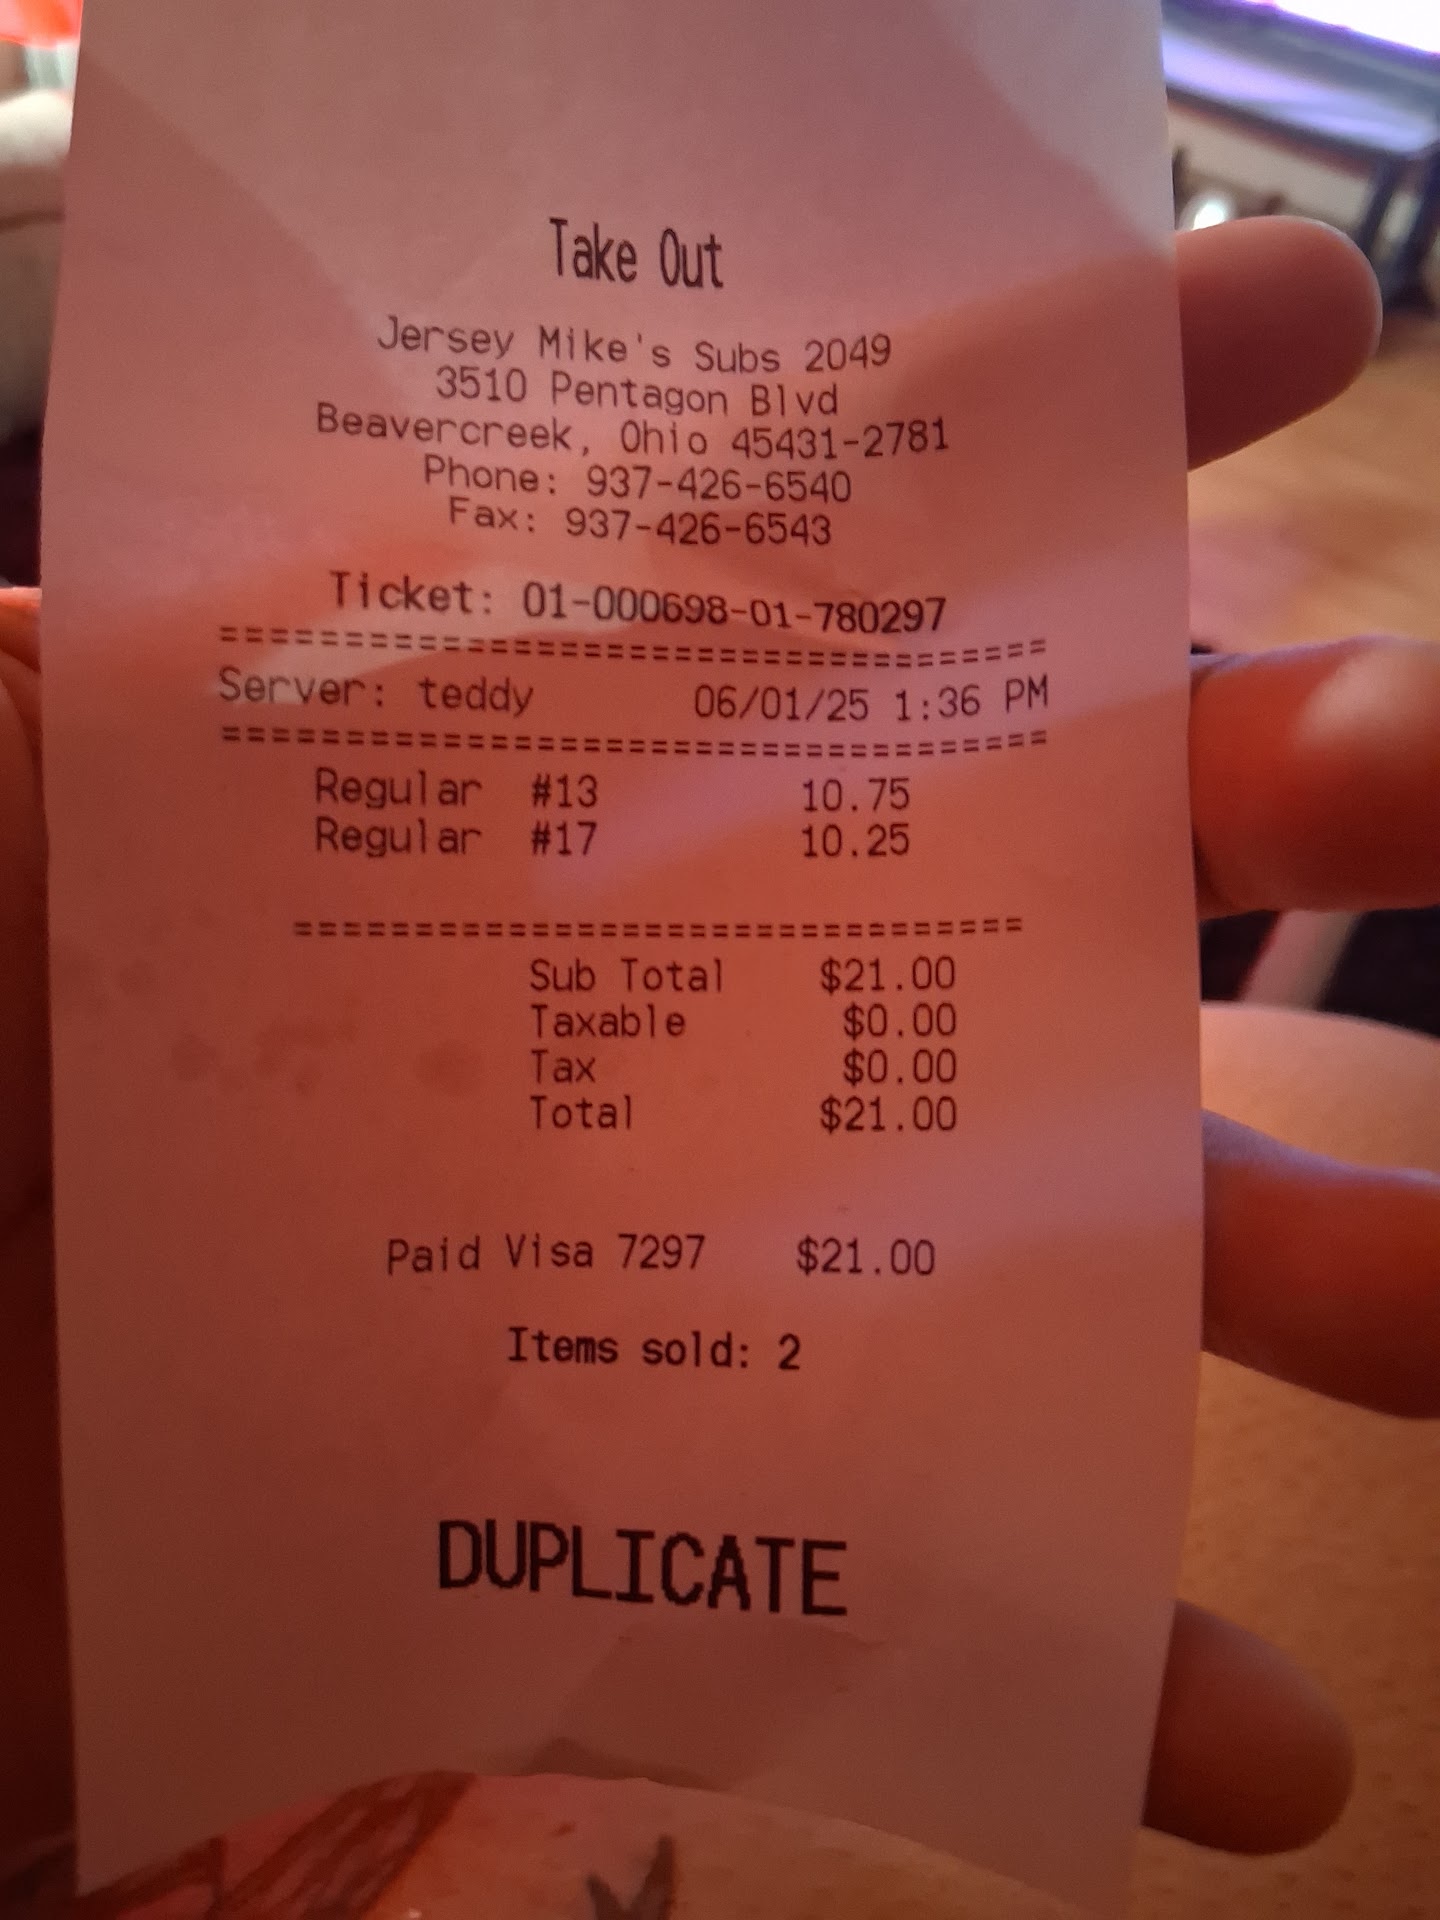 Take Out
Jersey Mike's Subs 2049
3510 Pentagon Blvd
Beavercreek, Ohio 45431-2781
Phone: 937-426-6540
Fax: 937-426-6543
Ticket: 01-000698-01-780297
==================================
Server: teddy 06/01/25 1:36 PM
==================================
Regular #13 10.75
Regular #17 10.25
==============================
Sub Total $21.00
Taxable $0.00
Tax $0.00
Total $21.00
Paid Visa 7297 $21.00
Items sold: 2
DUPLICATE